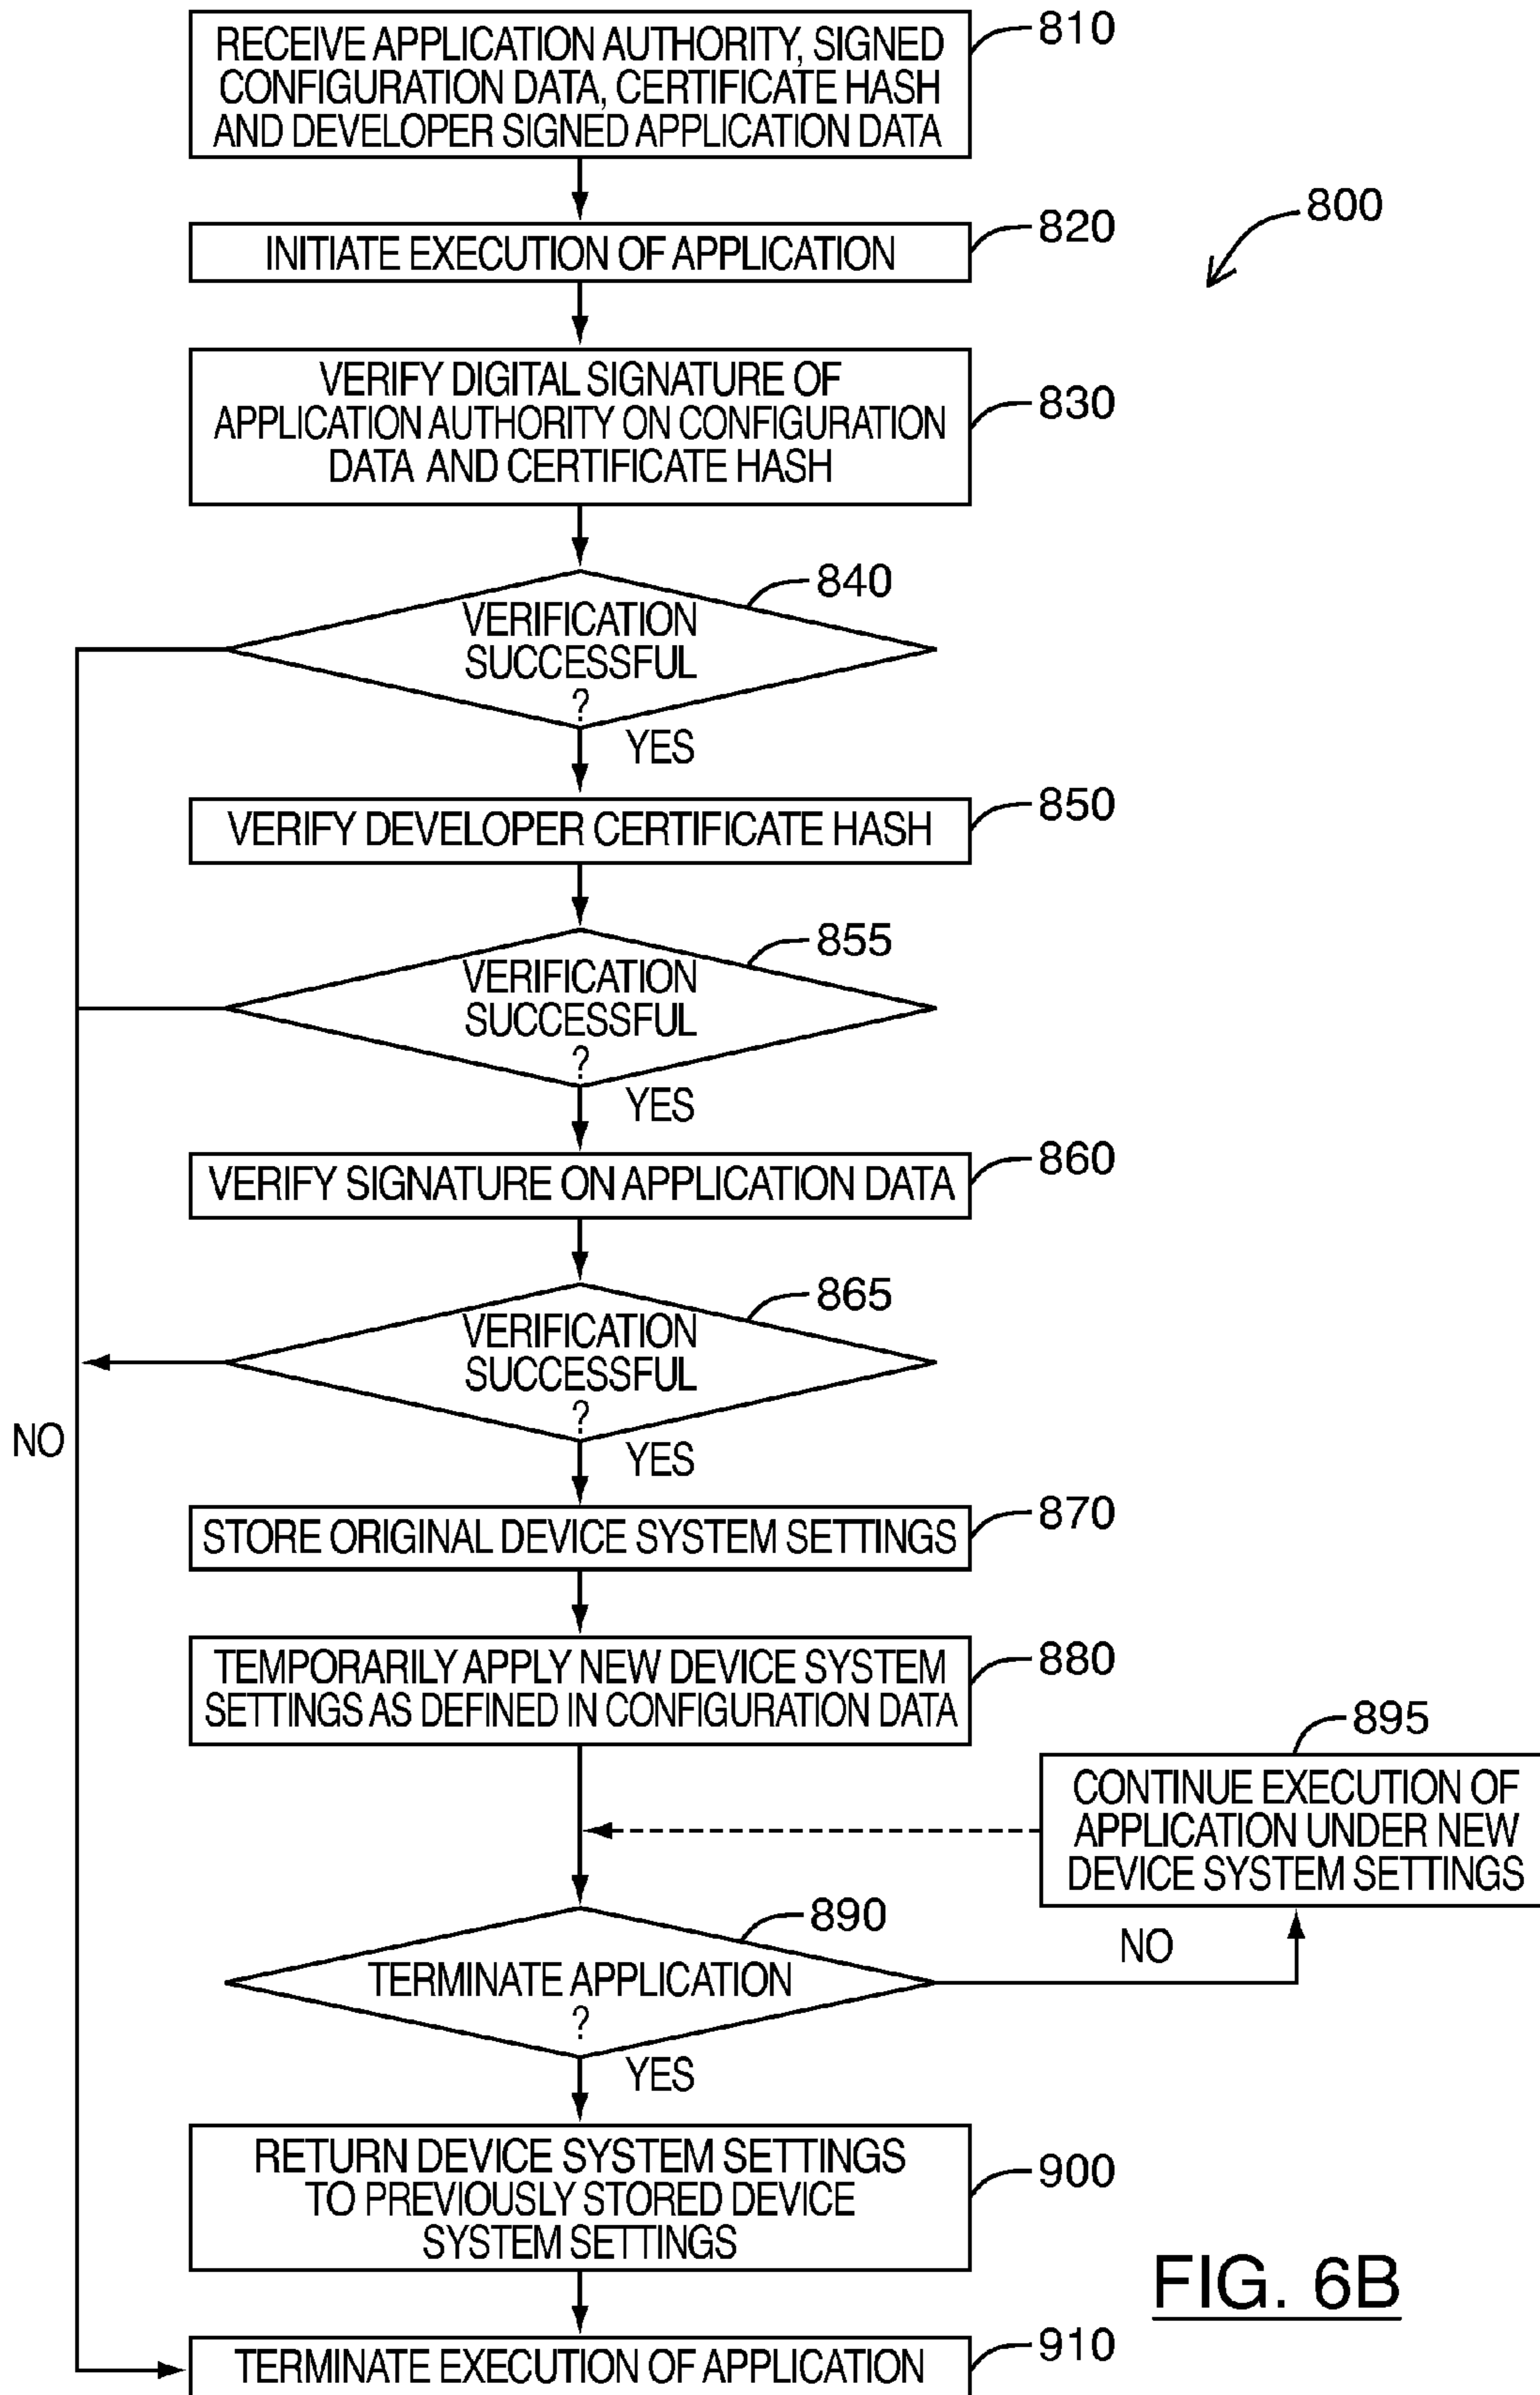 RECEIVE APPLICATION AUTHORITY, SIGNED
CONFIGURATION DATA, CERTIFICATE HASH
AND DEVELOPER SIGNED APPLICATION DATA
810
800
INITIATE EXECUTION OF APPLICATION
820
VERIFY DIGITAL SIGNATURE OF
APPLICATION AUTHORITY ON CONFIGURATION
DATA AND CERTIFICATE HASH
830
VERIFICATION
SUCCESSFUL
?
840
YES
VERIFY DEVELOPER CERTIFICATE HASH
850
VERIFICATION
SUCCESSFUL
?
855
YES
VERIFY SIGNATURE ON APPLICATION DATA
860
VERIFICATION
SUCCESSFUL
?
865
NO
YES
STORE ORIGINAL DEVICE SYSTEM SETTINGS
870
TEMPORARILY APPLY NEW DEVICE SYSTEM
SETTINGS AS DEFINED IN CONFIGURATION DATA
880
895
CONTINUE EXECUTION OF
APPLICATION UNDER NEW
DEVICE SYSTEM SETTINGS
890
NO
TERMINATE APPLICATION
?
YES
RETURN DEVICE SYSTEM SETTINGS
TO PREVIOUSLY STORED DEVICE
SYSTEM SETTINGS
900
FIG. 6B
TERMINATE EXECUTION OF APPLICATION
910